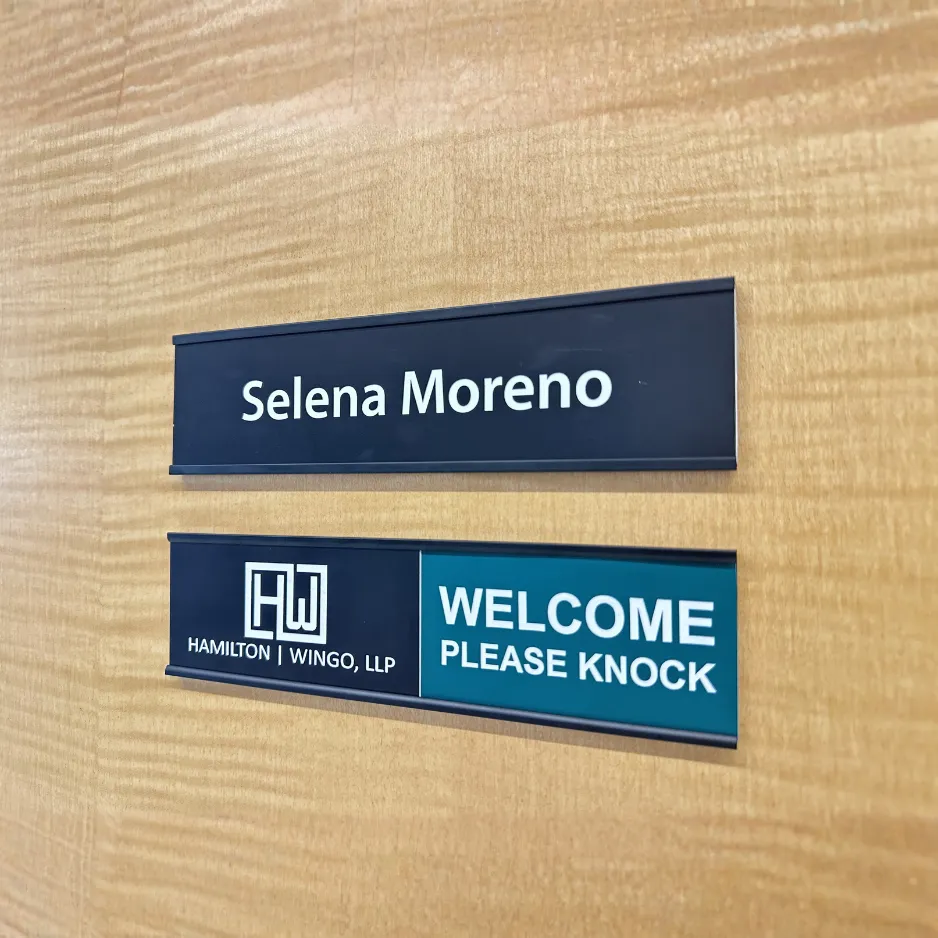 Selena Moreno
HW
HAMILTON | WINGO, LLP
WELCOME
PLEASE KNOCK